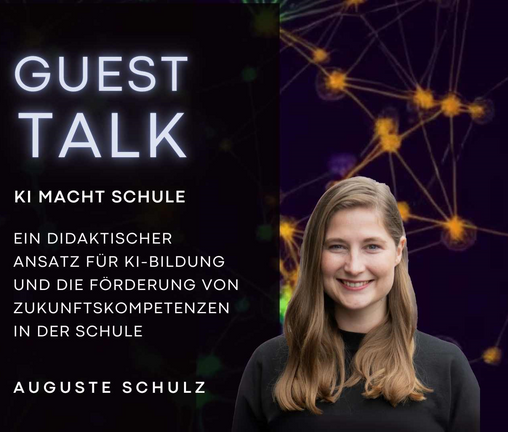 GUEST
TALK
KI MACHT SCHULE
EIN DIDAKTISCHER
ANSATZ FÜR KI-BILDUNG
UND DIE FÖRDERUNG VON
ZUKUNFTSKOMPETENZEN
IN DER SCHULE
AUGUSTE SCHULZ